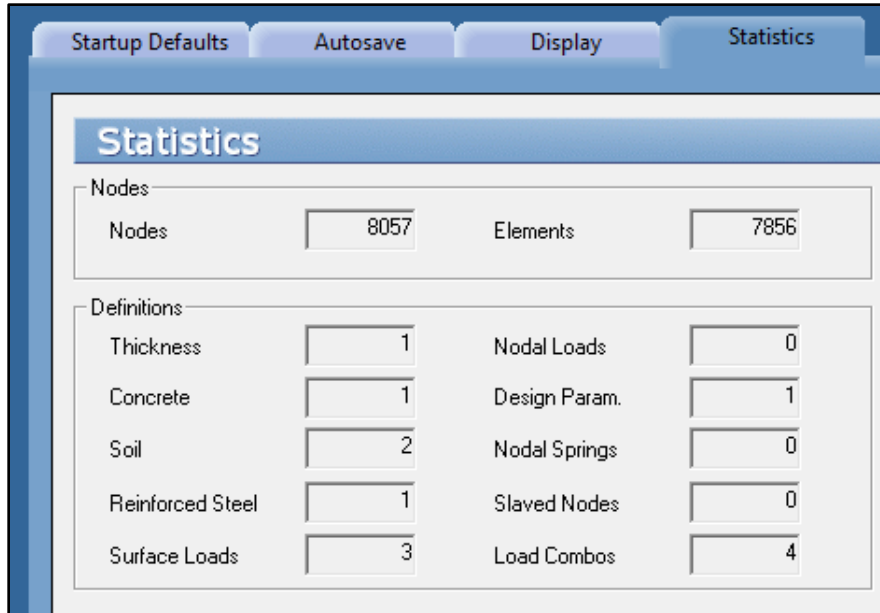 Startup Defaults Autosave Display Statistics
Statistics
Nodes
Nodes 8057 Elements 7856
Definitions
Thickness 1 Nodal Loads 0
Concrete 1 Design Param. 1
Soil 2 Nodal Springs 0
Reinforced Steel 1 Slaved Nodes 0
Surface Loads 3 Load Combos 4